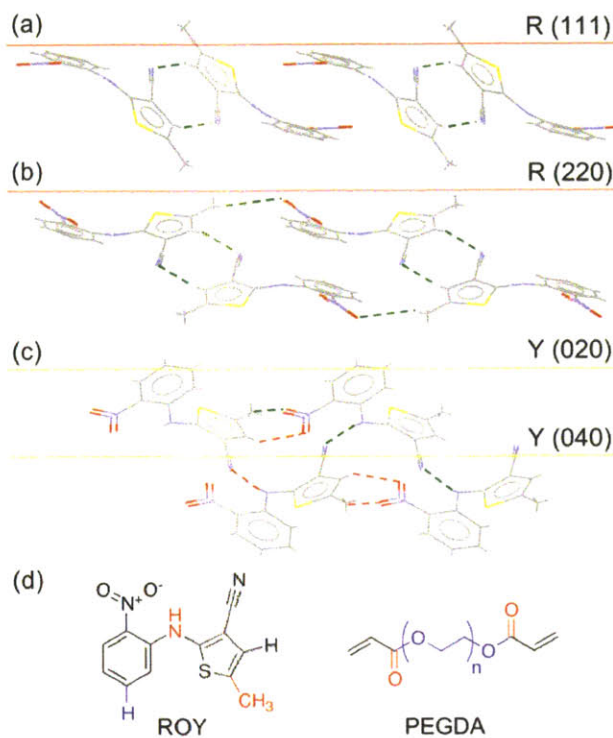 (a) R (111)
(b) R (220)
(c) Y (020)
Y (040)
(d)
O N+ O-
N
H
N
H
S
CH3
H
ROY
O
O
n
O
O
PEGDA